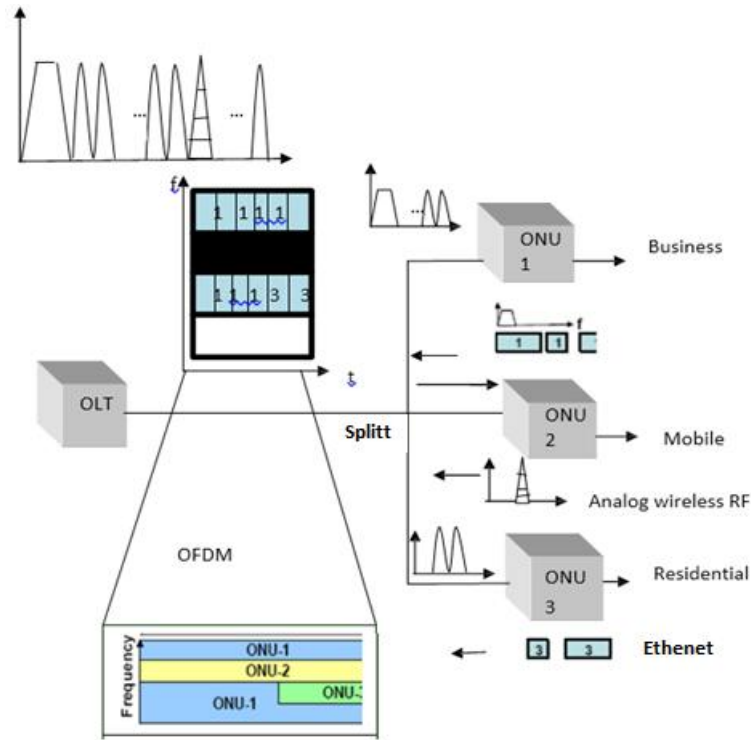 ...
...
f
1 1 1 1
1 1 1 3 3
t
...
ONU
1
Business
f
1 1
OLT
Splitt
ONU
2
Mobile
Analog wireless RF
OFDM
ONU
3
Residential
3 3
Ethenet
Frequency
ONU-1
ONU-2
ONU-1